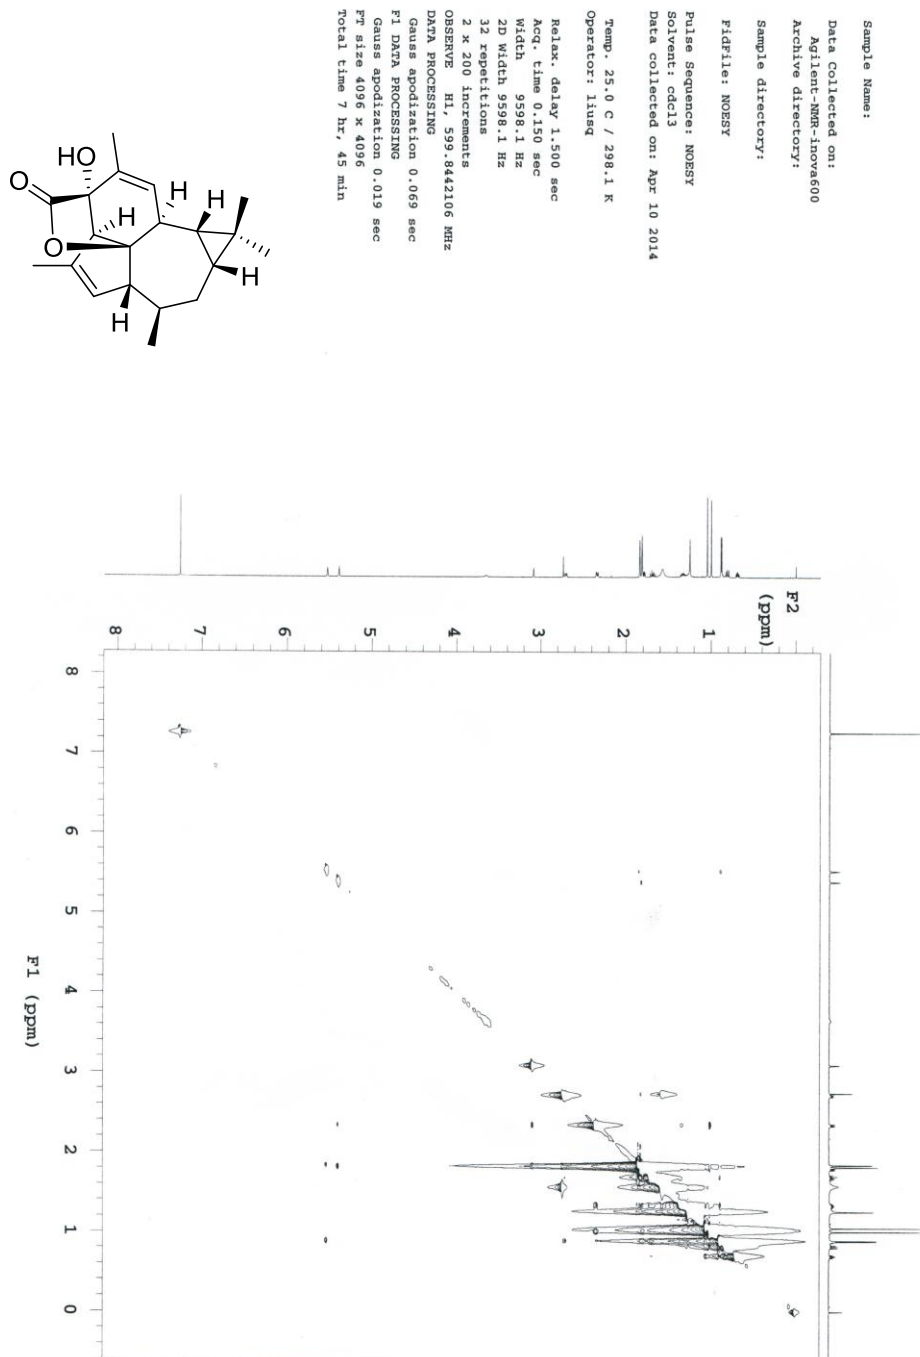 Sample Name:
Data Collected on:
Agilent-NMR-inova600
Archive directory:
Sample directory:
FidFile: NOESY
Pulse Sequence: NOESY
Solvent: cdcl3
Data collected on: Apr 10 2014
Temp. 25.0 C / 298.1 K
Operator: liusq
Relax. delay 1.500 sec
Acq. time 0.150 sec
Width 9598.1 Hz
2D Width 9598.1 Hz
32 repetitions
2 x 200 increments
OBSERVE H1, 599.8442106 MHz
DATA PROCESSING
Gauss apodization 0.069 sec
F1 DATA PROCESSING
Gauss apodization 0.019 sec
FT size 4096 x 4096
Total time 7 hr, 45 min
HO
O
H
H
H
O
H
H
F2
(ppm)
1
2
3
4
5
6
7
8
8 7 6 5 4 3 2 1 0
F1 (ppm)